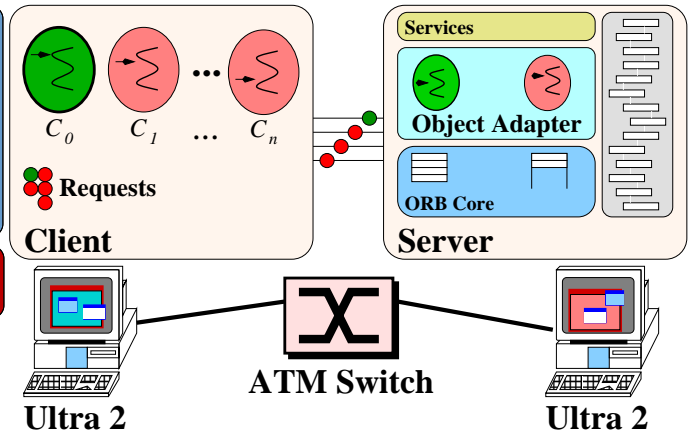 Services
...
C0 C1 ... Cn
Object Adapter
Requests
ORB Core
Client
Server
ATM Switch
Ultra 2
Ultra 2